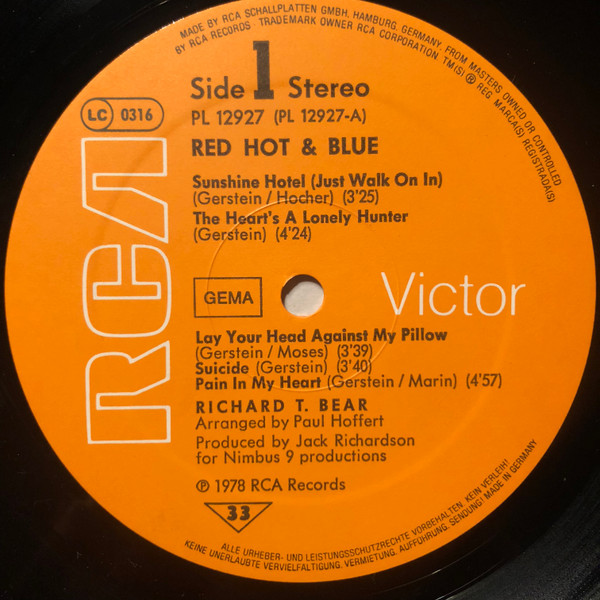 MADE BY RCA SCHALLPLATTEN GMBH, HAMBURG, GERMANY, FROM MASTERS OWNED OR CONTROLLED
BY RCA RECORDS . TRADEMARK OWNER RCA CORPORATION. TM(S) ® REG. MARCA(S) REGISTRADA(S)
Side 1 Stereo
PL 12927 (PL 12927-A)
LC 0316
RED HOT & BLUE
Sunshine Hotel (Just Walk On In)
(Gerstein / Hocher) (3'25)
The Heart's A Lonely Hunter
(Gerstein) (4'24)
RCA
GEMA
Victor
Lay Your Head Against My Pillow
(Gerstein / Moses) (3'39)
Suicide (Gerstein) (3'40)
Pain In My Heart (Gerstein / Marin) (4'57)
RICHARD T. BEAR
Arranged by Paul Hoffert
Produced by Jack Richardson
for Nimbus 9 productions
℗ 1978 RCA Records
33
ALLE URHEBER- UND LEISTUNGSSCHUTZRECHTE VORBEHALTEN. KEIN VERLEIH!
KEINE UNERLAUBTE VERVIELFÄLTIGUNG, VERMIETUNG, AUFFÜHRUNG, SENDUNG! MADE IN GERMANY